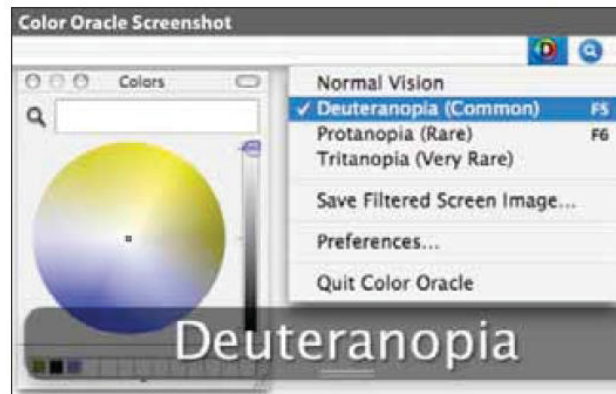 Color Oracle Screenshot
Colors
Normal Vision
✓ Deuteranopia (Common) F5
Protanopia (Rare) F6
Tritanopia (Very Rare)
Save Filtered Screen Image...
Preferences...
Quit Color Oracle
Deuteranopia